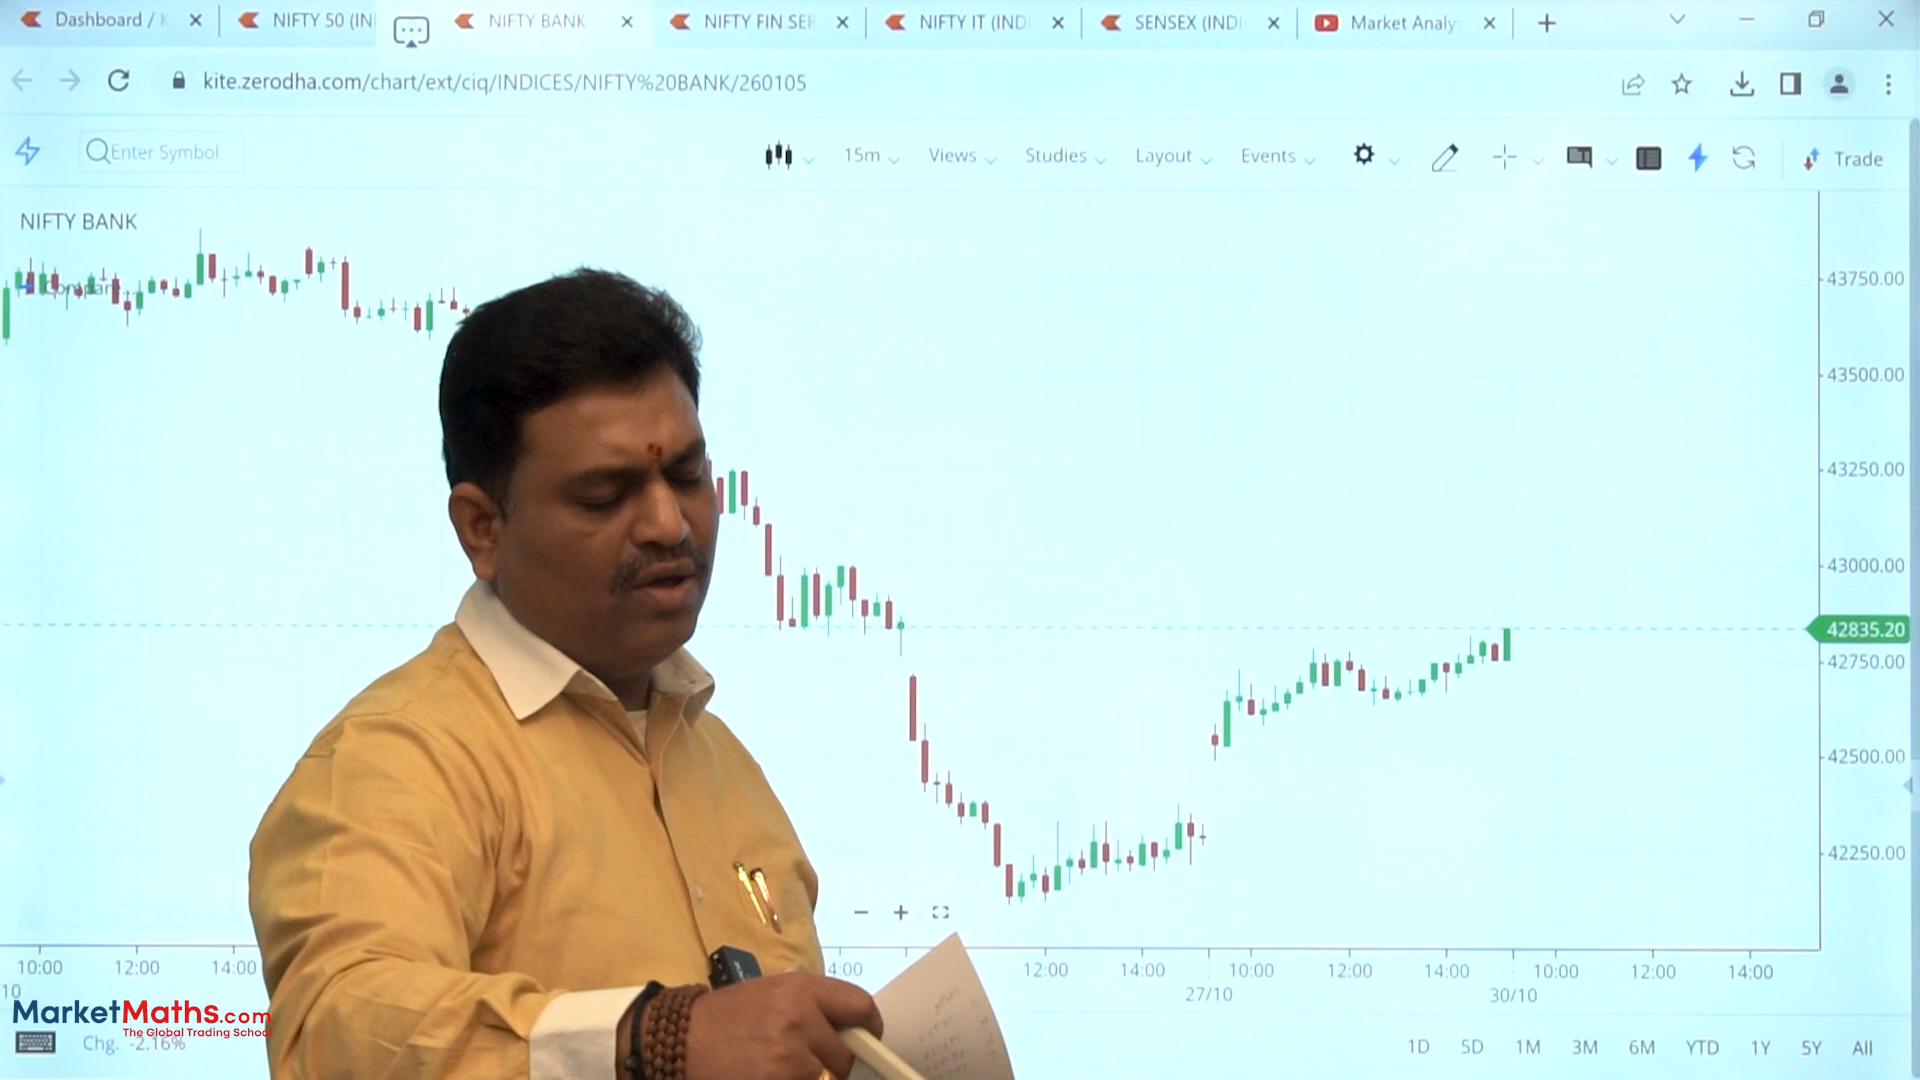 Dashboard /
NIFTY 50 (IN
NIFTY BANK
NIFTY FIN SER
NIFTY IT (IND
SENSEX (INDI
Market Analy
kite.zerodha.com/chart/ext/ciq/INDICES/NIFTY%20BANK/260105
Enter Symbol
15m Views Studies Layout Events Trade
NIFTY BANK
Compare...
43750.00
43500.00
43250.00
43000.00
42835.20
42750.00
42500.00
42250.00
ZERODHA
10:00 12:00 14:00 4:00 12:00 14:00 10:00 12:00 14:00 10:00 12:00 14:00
10 27/10 30/10
MarketMaths.com
The Global Trading School
Chg. -2.16%
1D 5D 1M 3M 6M YTD 1Y 5Y All